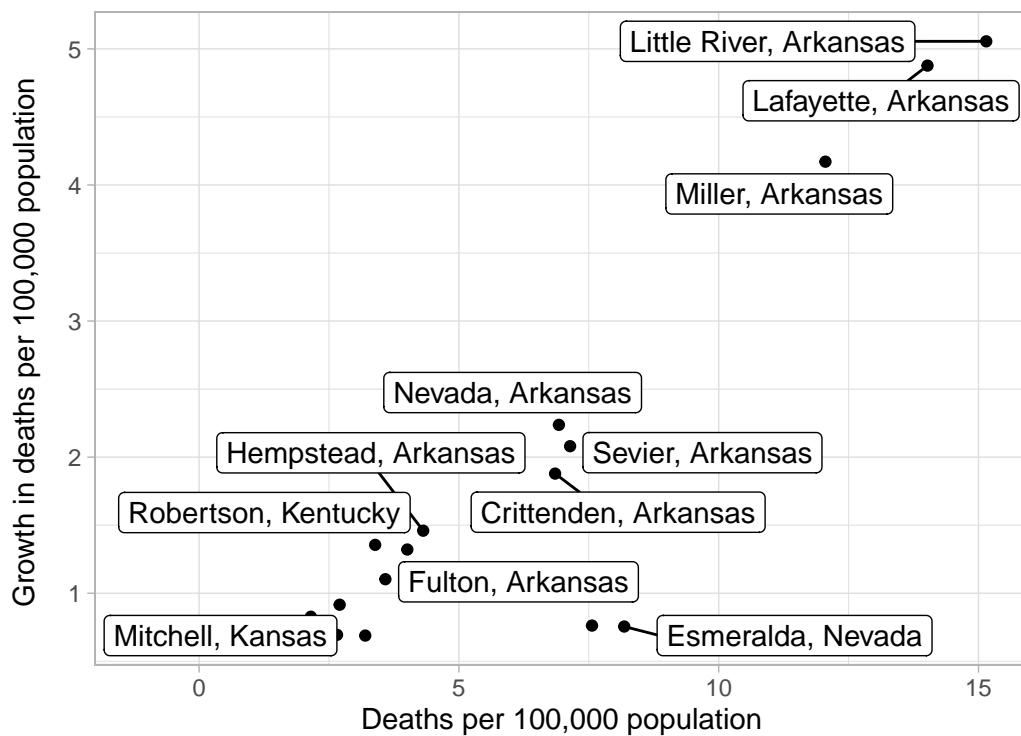 Growth in deaths per 100,000 population
5
4
3
2
1
Little River, Arkansas
Lafayette, Arkansas
Miller, Arkansas
Nevada, Arkansas
Hempstead, Arkansas
Sevier, Arkansas
Robertson, Kentucky
Crittenden, Arkansas
Fulton, Arkansas
Mitchell, Kansas
Esmeralda, Nevada
0
5
10
15
Deaths per 100,000 population